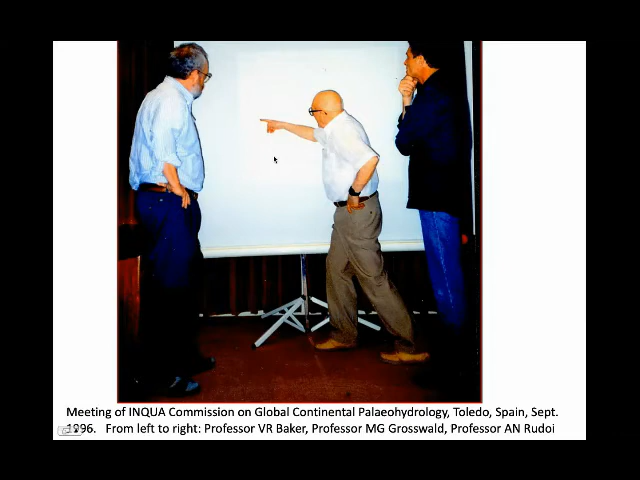 Meeting of INQUA Commission on Global Continental Palaeohydrology, Toledo, Spain, Sept.
1996. From left to right: Professor VR Baker, Professor MG Grosswald, Professor AN Rudoi